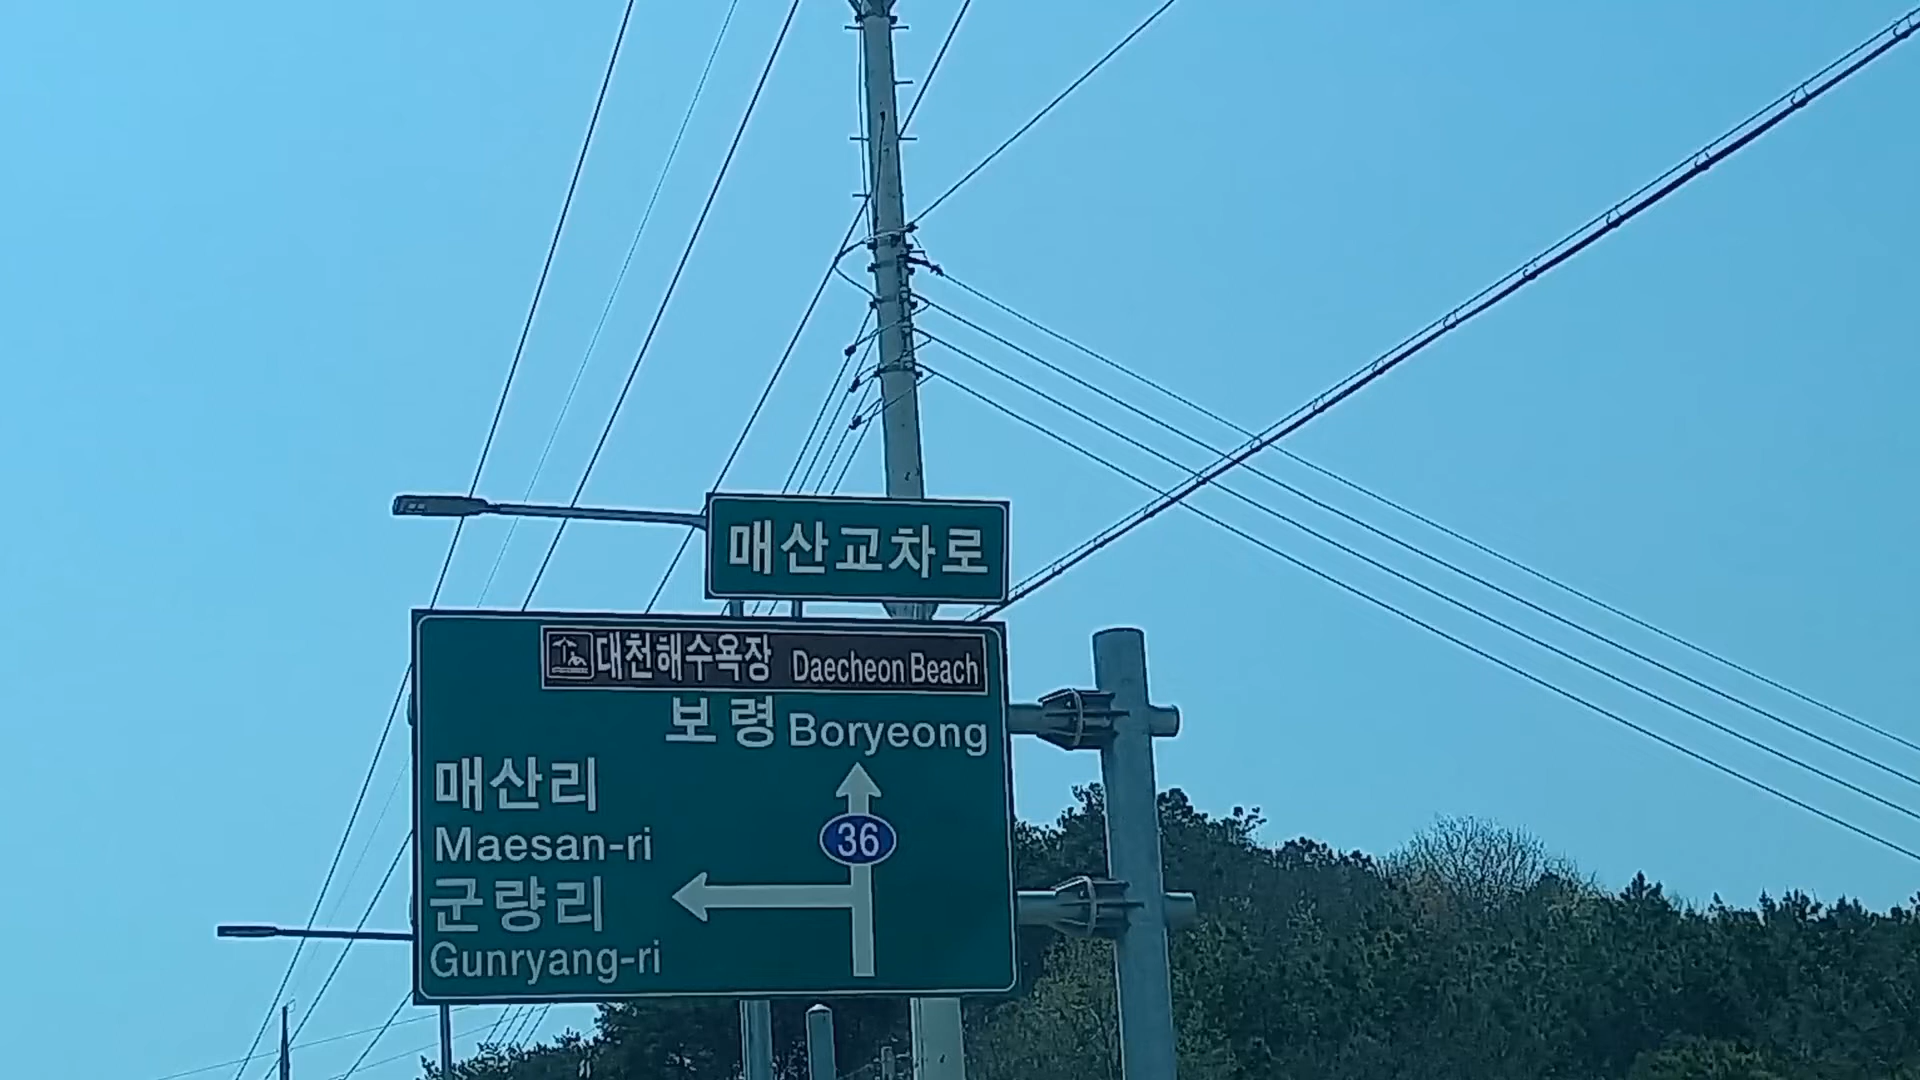 매산교차로
대천해수욕장 Daecheon Beach
보령 Boryeong
매산리
Maesan-ri
36
군량리
Gunryang-ri